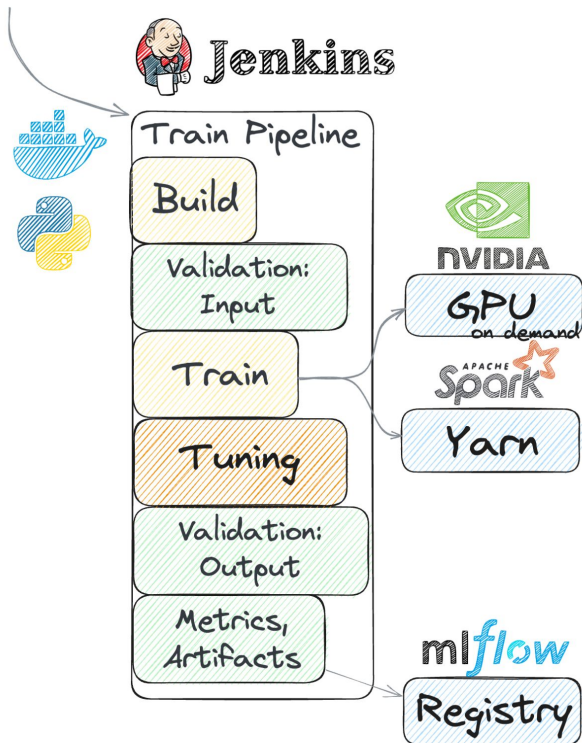 Jenkins
Train Pipeline
Build
Validation:
Input
Train
Tuning
Validation:
Output
Metrics,
Artifacts
NVIDIA
GPU
on demand
APACHE
Spark
Yarn
mlflow
Registry